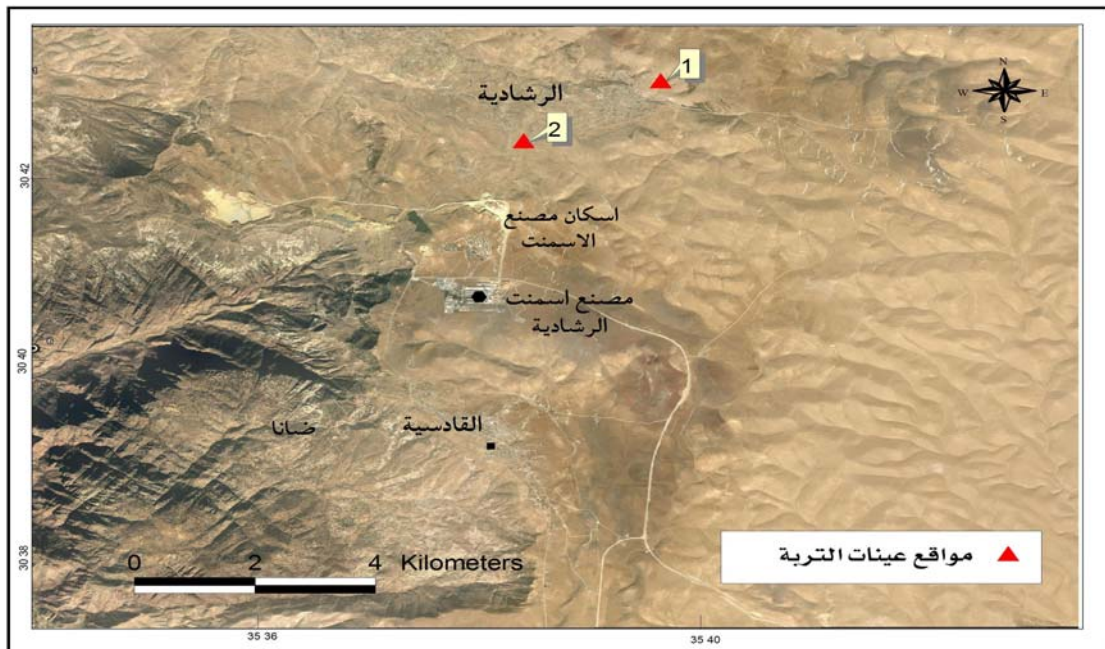 1
الرشادية
N
W E
S
2
30 42
اسكان مصنع
الاسمنت
مصنع اسمنت
الرشادية
30 40
القادسية
ضانا
30 38
0 2 4 Kilometers
مواقع عينات التربة
35 36
35 40